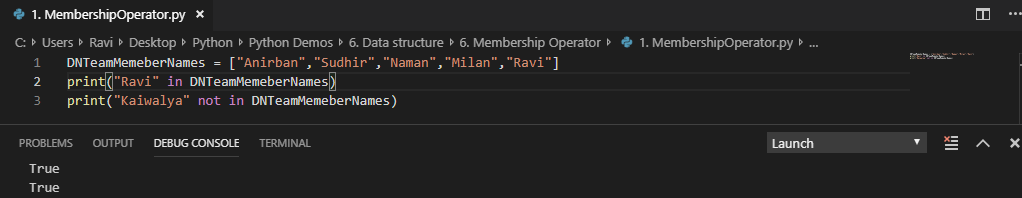 1. MembershipOperator.py ×
C: > Users > Ravi > Desktop > Python > Python Demos > 6. Data structure > 6. Membership Operator > 1. MembershipOperator.py > ...
1 DNTeamMemeberNames = ["Anirban","Sudhir","Naman","Milan","Ravi"]
2 print("Ravi" in DNTeamMemeberNames)
3 print("Kaiwalya" not in DNTeamMemeberNames)
PROBLEMS OUTPUT DEBUG CONSOLE TERMINAL Launch
True
True